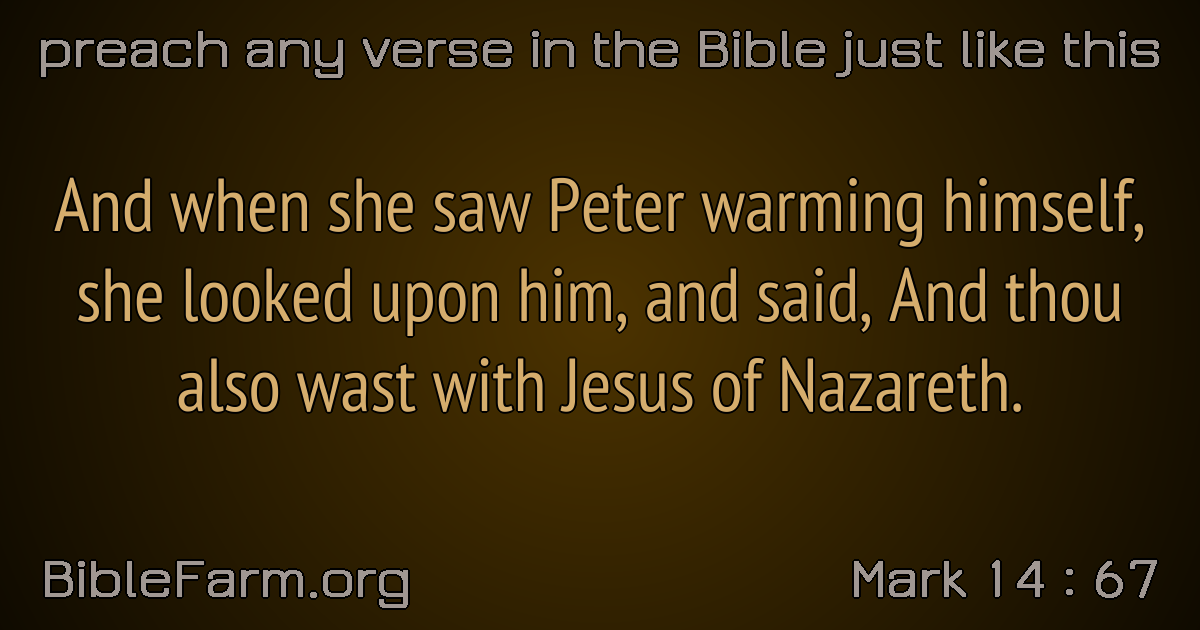 preach any verse in the Bible just like this
And when she saw Peter warming himself,
she looked upon him, and said, And thou
also wast with Jesus of Nazareth.
BibleFarm.org
Mark 14 : 67